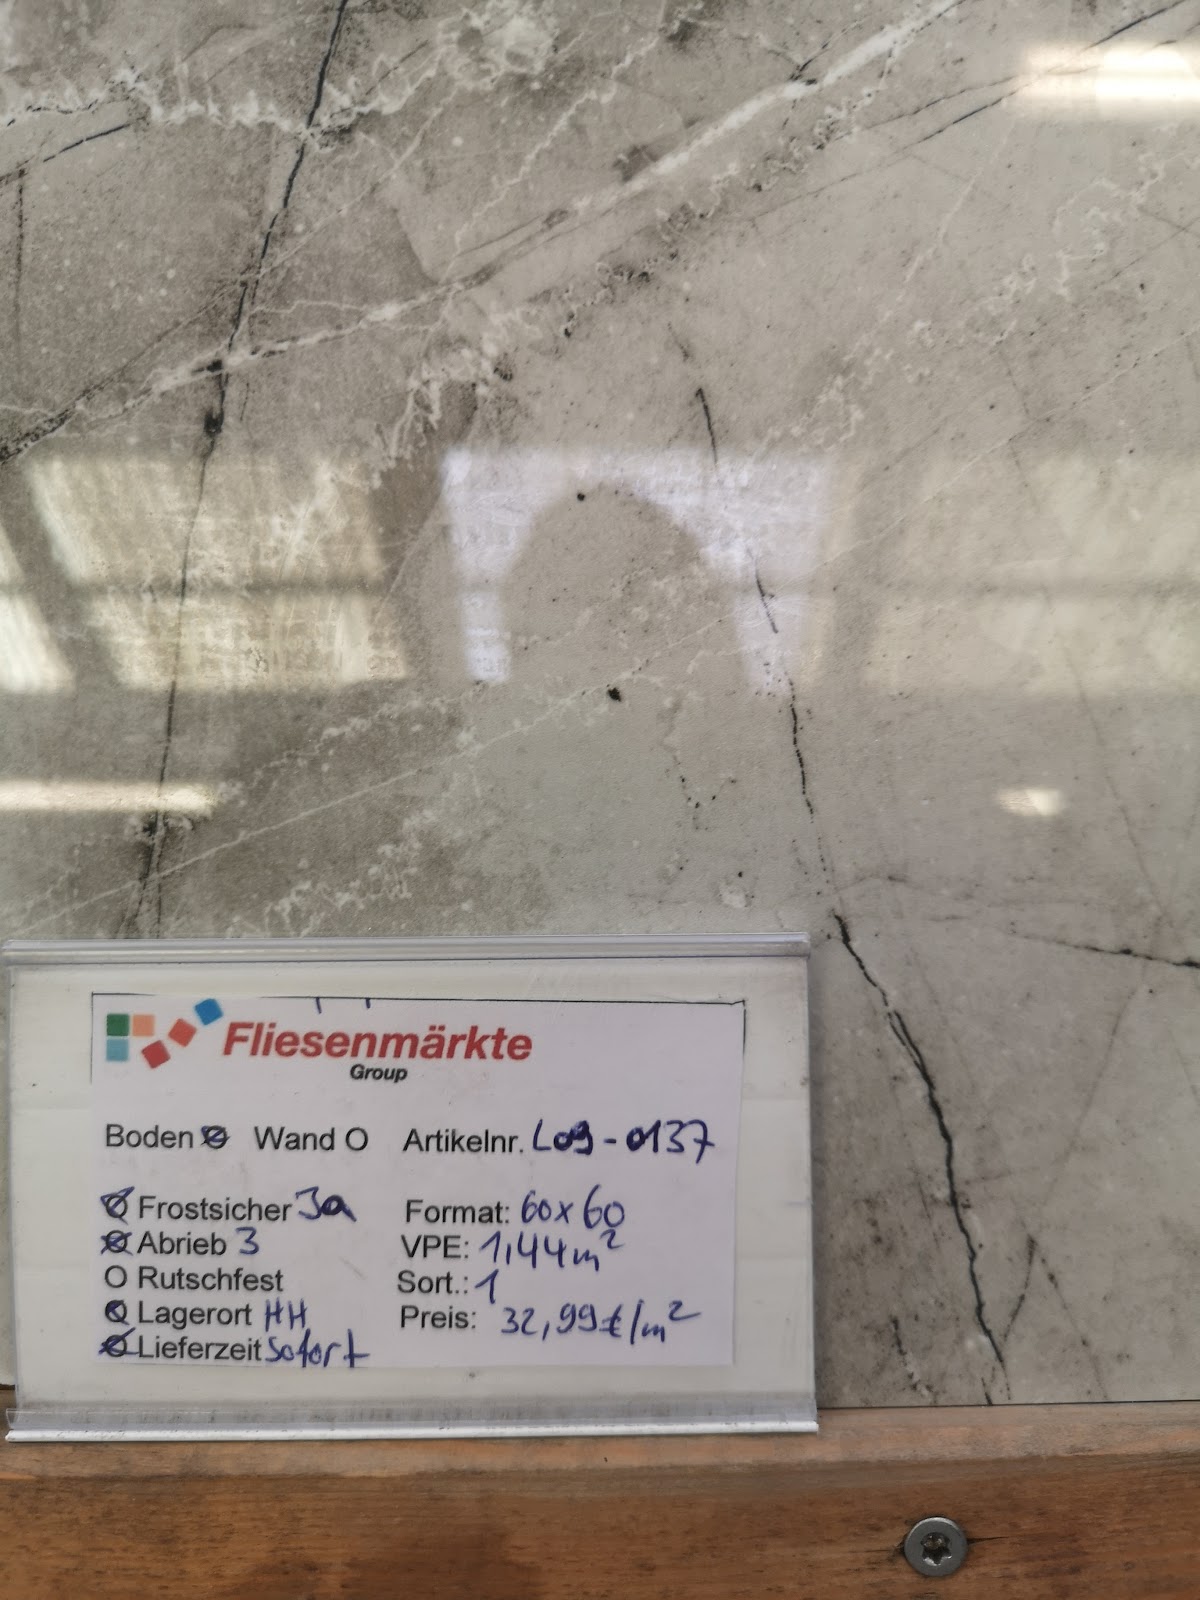 Fliesenmärkte
Group
Boden Wand O Artikelnr. L09-0137
Frostsicher Ja Format: 60x60
Abrieb 3 VPE: 1,44m²
O Rutschfest Sort.: 1
Lagerort HH Preis: 32,99€/m²
Lieferzeit sofort